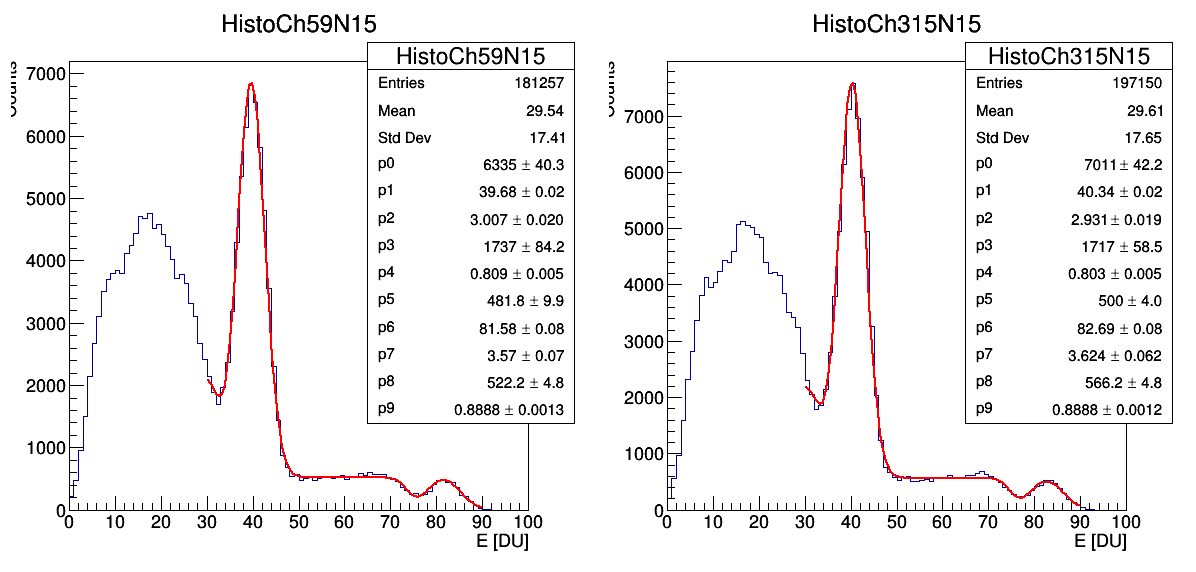 HistoCh59N15
HistoCh59N15
Entries 181257
Mean 29.54
Std Dev 17.41
p0 6335 ± 40.3
p1 39.68 ± 0.02
p2 3.007 ± 0.020
p3 1737 ± 84.2
p4 0.809 ± 0.005
p5 481.8 ± 9.9
p6 81.58 ± 0.08
p7 3.57 ± 0.07
p8 522.2 ± 4.8
p9 0.8888 ± 0.0013
7000
6000
5000
4000
3000
2000
1000
0
0 10 20 30 40 50 60 70 80 90 100
E [DU]
HistoCh315N15
HistoCh315N15
Entries 197150
Mean 29.61
Std Dev 17.65
p0 7011 ± 42.2
p1 40.34 ± 0.02
p2 2.931 ± 0.019
p3 1717 ± 58.5
p4 0.803 ± 0.005
p5 500 ± 4.0
p6 82.69 ± 0.08
p7 3.624 ± 0.062
p8 566.2 ± 4.8
p9 0.8888 ± 0.0012
7000
6000
5000
4000
3000
2000
1000
0
0 10 20 30 40 50 60 70 80 90 100
E [DU]